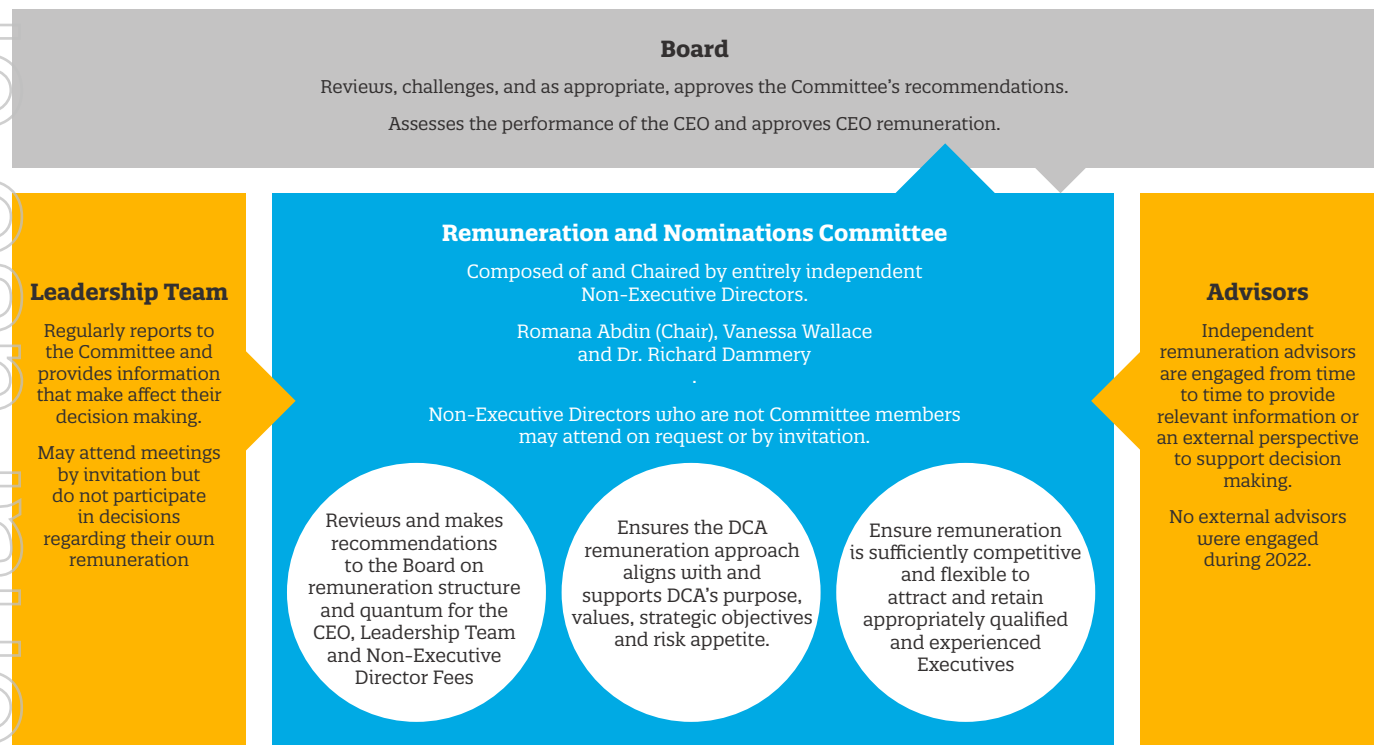 Board
Reviews, challenges, and as appropriate, approves the Committee's recommendations.
Assesses the performance of the CEO and approves CEO remuneration.
Leadership Team
Regularly reports to
the Committee and
provides information
that make affect their
decision making.
May attend meetings
by invitation but
do not participate
in decisions
regarding their own
remuneration
Remuneration and Nominations Committee
Composed of and Chaired by entirely independent
Non-Executive Directors.
Romana Abdin (Chair), Vanessa Wallace
and Dr. Richard Dammery
.
Non-Executive Directors who are not Committee members
may attend on request or by invitation.
Reviews and makes
recommendations
to the Board on
remuneration structure
and quantum for the
CEO, Leadership Team
and Non-Executive
Director Fees
Ensures the DCA
remuneration approach
aligns with and
supports DCA's purpose,
values, strategic objectives
and risk appetite.
Ensure remuneration
is sufficiently competitive
and flexible to
attract and retain
appropriately qualified
and experienced
Executives
Advisors
Independent
remuneration advisors
are engaged from time
to time to provide
relevant information or
an external perspective
to support decision
making.
No external advisors
were engaged
during 2022.